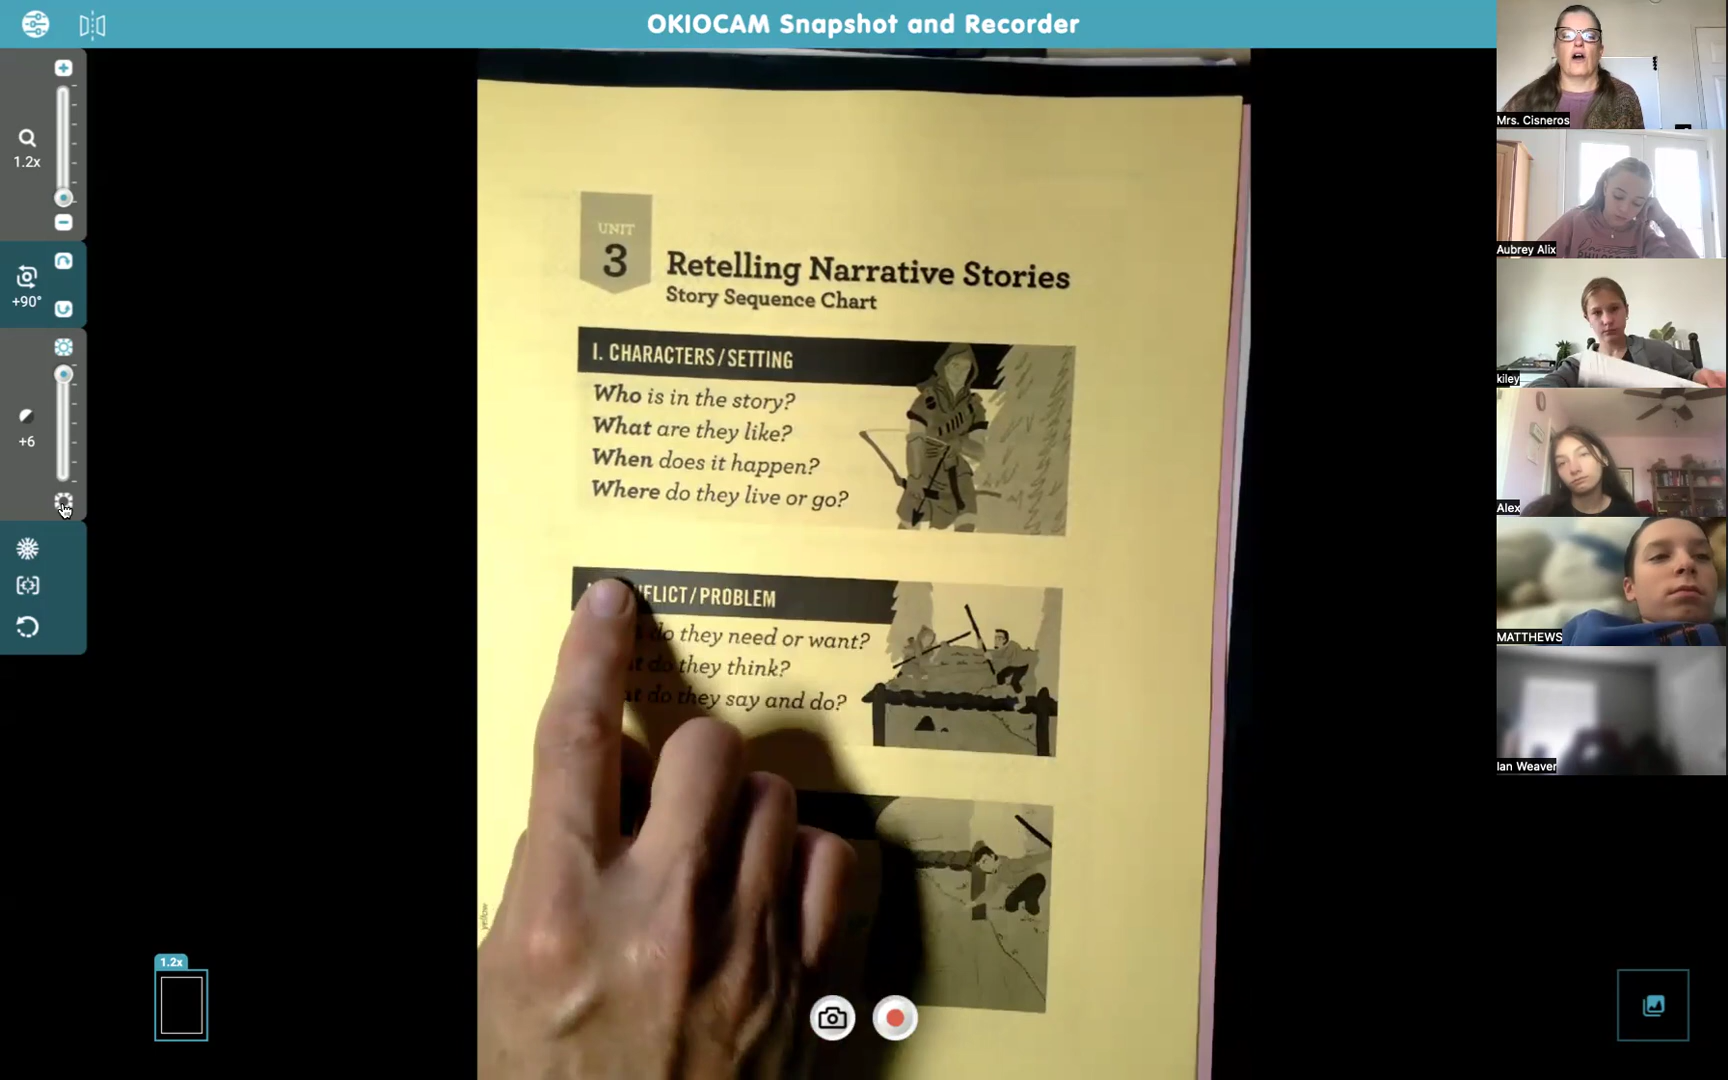 OKIOCAM Snapshot and Recorder
1.2x
+90°
+6
1.2x
UNIT
3
Retelling Narrative Stories
Story Sequence Chart
I. CHARACTERS/SETTING
Who is in the story?
What are they like?
When does it happen?
Where do they live or go?
FLICT/PROBLEM
do they need or want?
do they think?
do they say and do?
yellow
Mrs. Cisneros
Aubrey Alix
kiley
Alex
MATTHEWS
Ian Weaver